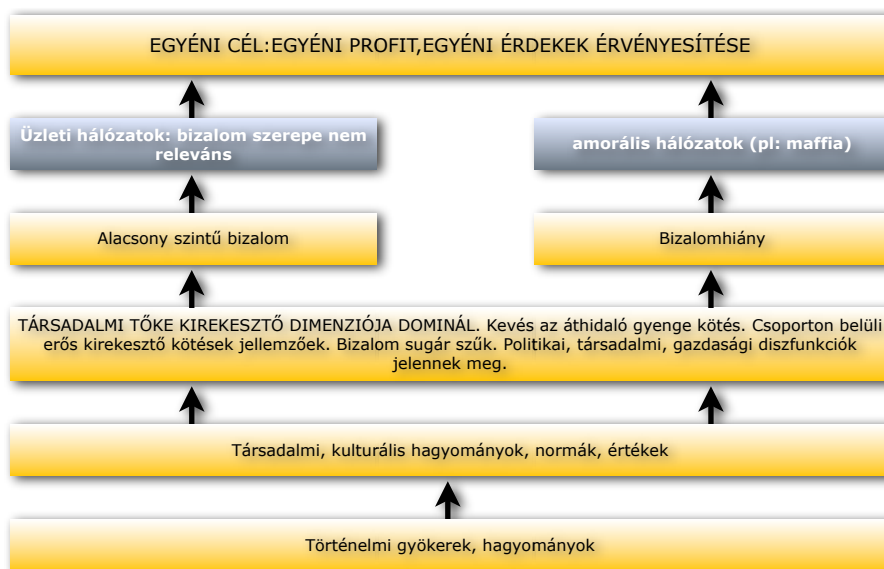 EGYÉNI CÉL:EGYÉNI PROFIT,EGYÉNI ÉRDEKEK ÉRVÉNYESÍTÉSE
Üzleti hálózatok: bizalom szerepe nem
releváns
amorális hálózatok (pl: maffia)
Alacsony szintű bizalom
Bizalomhiány
TÁRSADALMI TŐKE KIREKESZTŐ DIMENZIÓJA DOMINÁL. Kevés az áthidaló gyenge kötés. Csoporton belüli
erős kirekesztő kötések jellemzőek. Bizalom sugár szűk. Politikai, társadalmi, gazdasági diszfunkciók
jelennek meg.
Társadalmi, kulturális hagyományok, normák, értékek
Történelmi gyökerek, hagyományok